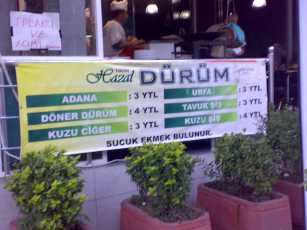 Hazal DÜRÜM
ADANA : 3 YTL
DÖNER DÜRÜM : 4 YTL
KUZU CİĞER : 3 YTL
URFA : 3 YTL
TAVUK ŞİŞ : 3 YTL
KUZU ŞİŞ : 4 YTL
SUCUK EKMEK BULUNUR.